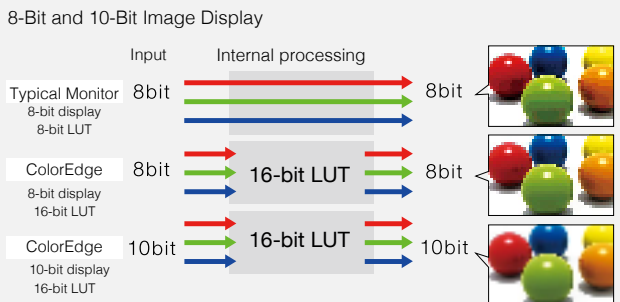 8-Bit and 10-Bit Image Display
Input
Internal processing
Typical Monitor
8-bit display
8-bit LUT
8bit
8bit
ColorEdge
8-bit display
16-bit LUT
8bit
16-bit LUT
8bit
ColorEdge
10-bit display
16-bit LUT
10bit
16-bit LUT
10bit